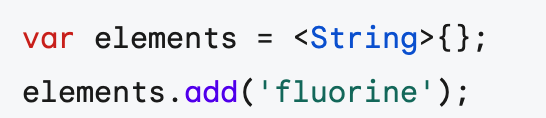 var elements = <String>{};
elements.add('fluorine');